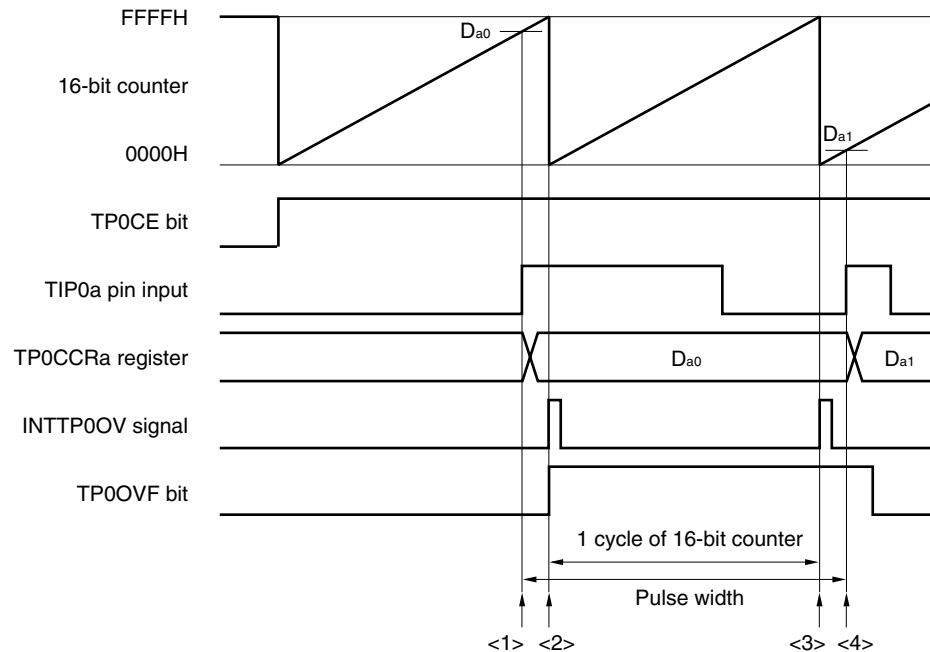 FFFFH
Da0
16-bit counter
0000H
Da1
TP0CE bit
TIP0a pin input
TP0CCRa register
Da0
Da1
INTTP0OV signal
TP0OVF bit
1 cycle of 16-bit counter
Pulse width
<1> <2> <3> <4>